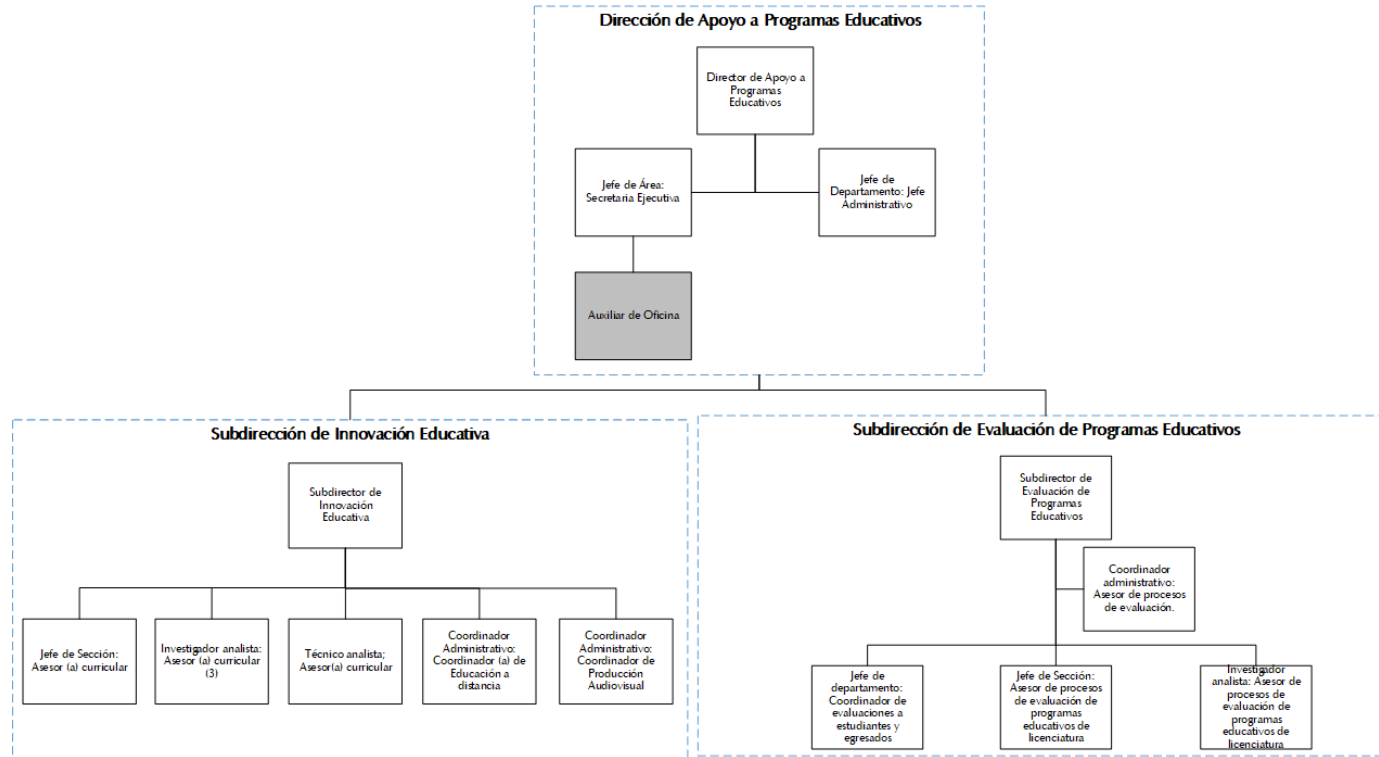 Dirección de Apoyo a Programas Educativos
Director de Apoyo a
Programas
Educativos
Jefe de Área:
Secretaria Ejecutiva
Jefe de
Departamento: Jefe
Administrativo
Auxiliar de Oficina
Subdirección de Innovación Educativa
Subdirector de
Innovación
Educativa
Jefe de Sección:
Asesor (a) curricular
Investigador analista:
Asesor (a) curricular
(3)
Técnico analista;
Asesor(a) curricular
Coordinador
Administrativo:
Coordinador (a) de
Educación a
distancia
Coordinador
Administrativo:
Coordinador de
Producción
Audiovisual
Subdirección de Evaluación de Programas Educativos
Subdirector de
Evaluación de
Programas
Educativos
Coordinador
administrativo:
Asesor de procesos
de evaluación.
Jefe de
departamento:
Coordinador de
evaluaciones a
estudiantes y
egresados
Jefe de Sección:
Asesor de procesos
de evaluación de
programas
educativos de
licenciatura
Investigador
analista: Asesor de
procesos de
evaluación de
programas
educativos de
licenciatura